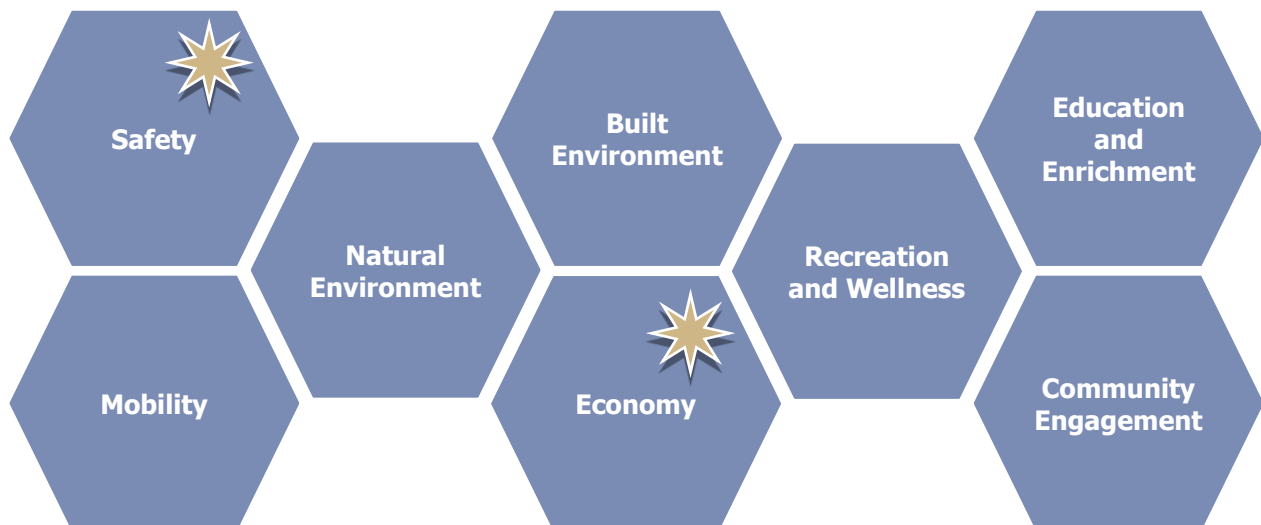 Safety
Built
Environment
Education
and
Enrichment
Natural
Environment
Recreation
and Wellness
Mobility
Economy
Community
Engagement